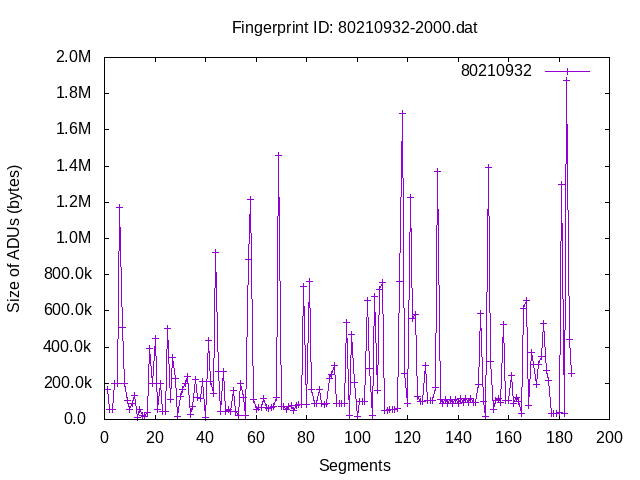 Fingerprint ID: 80210932-2000.dat
80210932
2.0M
1.8M
1.6M
1.4M
1.2M
1.0M
800.0k
600.0k
400.0k
200.0k
0.0
Size of ADUs (bytes)
0 20 40 60 80 100 120 140 160 180 200
Segments